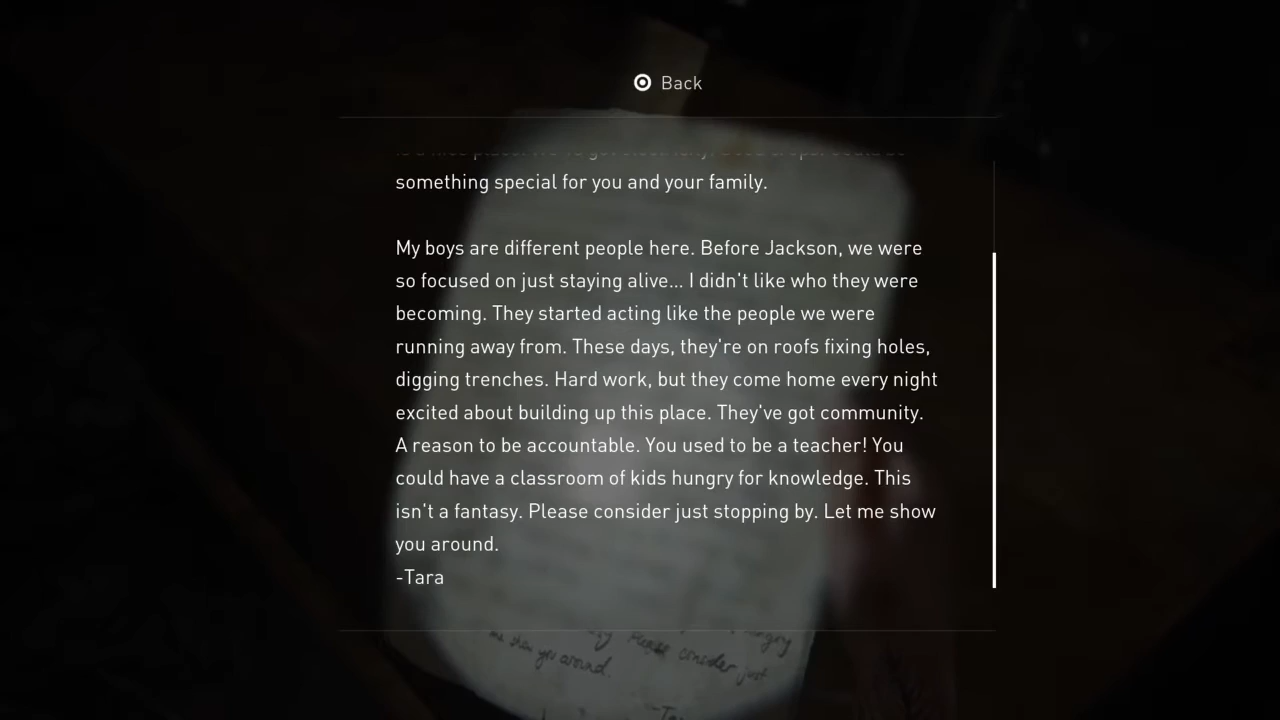 Back
something special for you and your family.
My boys are different people here. Before Jackson, we were
so focused on just staying alive... I didn't like who they were
becoming. They started acting like the people we were
running away from. These days, they're on roofs fixing holes,
digging trenches. Hard work, but they come home every night
excited about building up this place. They've got community.
A reason to be accountable. You used to be a teacher! You
could have a classroom of kids hungry for knowledge. This
isn't a fantasy. Please consider just stopping by. Let me show
you around.
-Tara
Please consider just
you around.